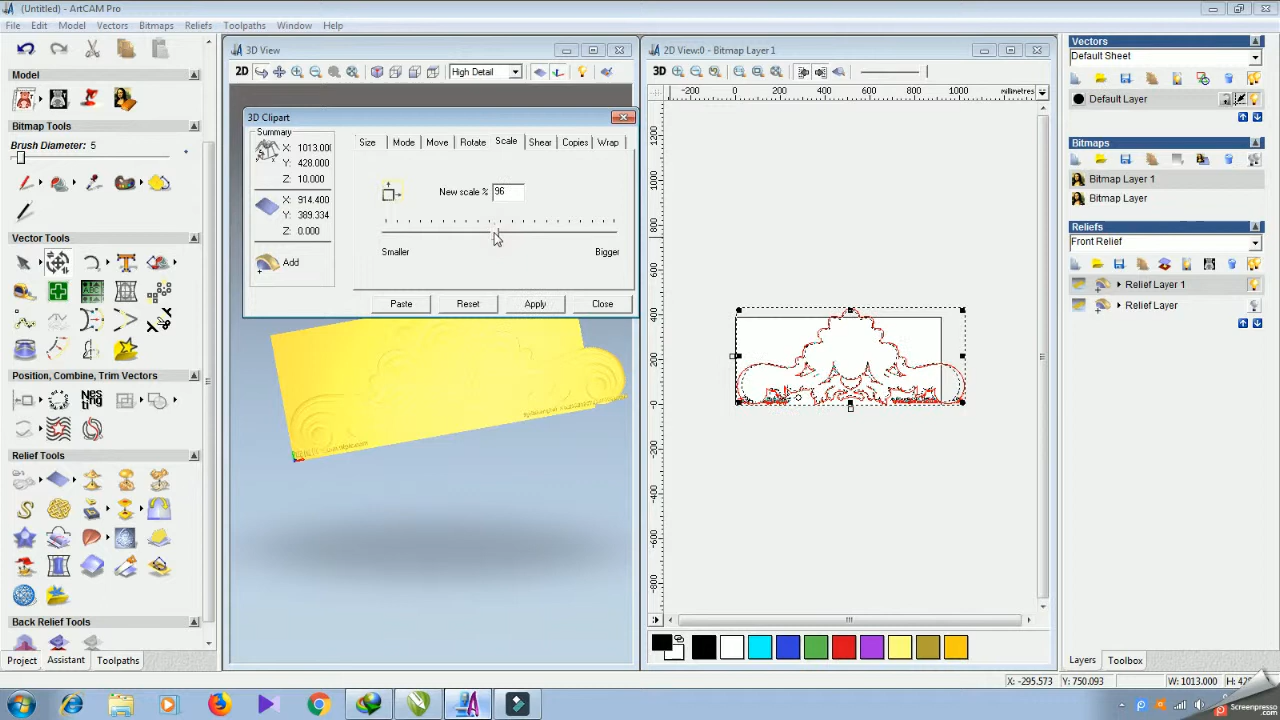 (Untitled) - ArtCAM Pro
File Edit Model Vectors Bitmaps Reliefs Toolpaths Window Help
Model
Bitmap Tools
Brush Diameter: 5
Vector Tools
Position, Combine, Trim Vectors
Relief Tools
Back Relief Tools
Project Assistant Toolpaths
3D View
2D High Detail
3D Clipart
Summary
X: 1013.000
Y: 428.000
Z: 10.000
X: 914.400
Y: 389.334
Z: 0.000
Add
Size Mode Move Rotate Scale Shear Copies Wrap
New scale % 96
Smaller Bigger
Paste Reset Apply Close
2D View:0 - Bitmap Layer 1
3D
-200 0 200 400 600 800 1000 millimetres
1200
1000
800
600
400
200
-0
-200
-400
-600
-800
Vectors
Default Sheet
Default Layer
Bitmaps
Bitmap Layer 1
Bitmap Layer
Reliefs
Front Relief
Relief Layer 1
Relief Layer
Layers Toolbox
X: -295.573 Y: 750.093 W: 1013.000
Screenpresso.com